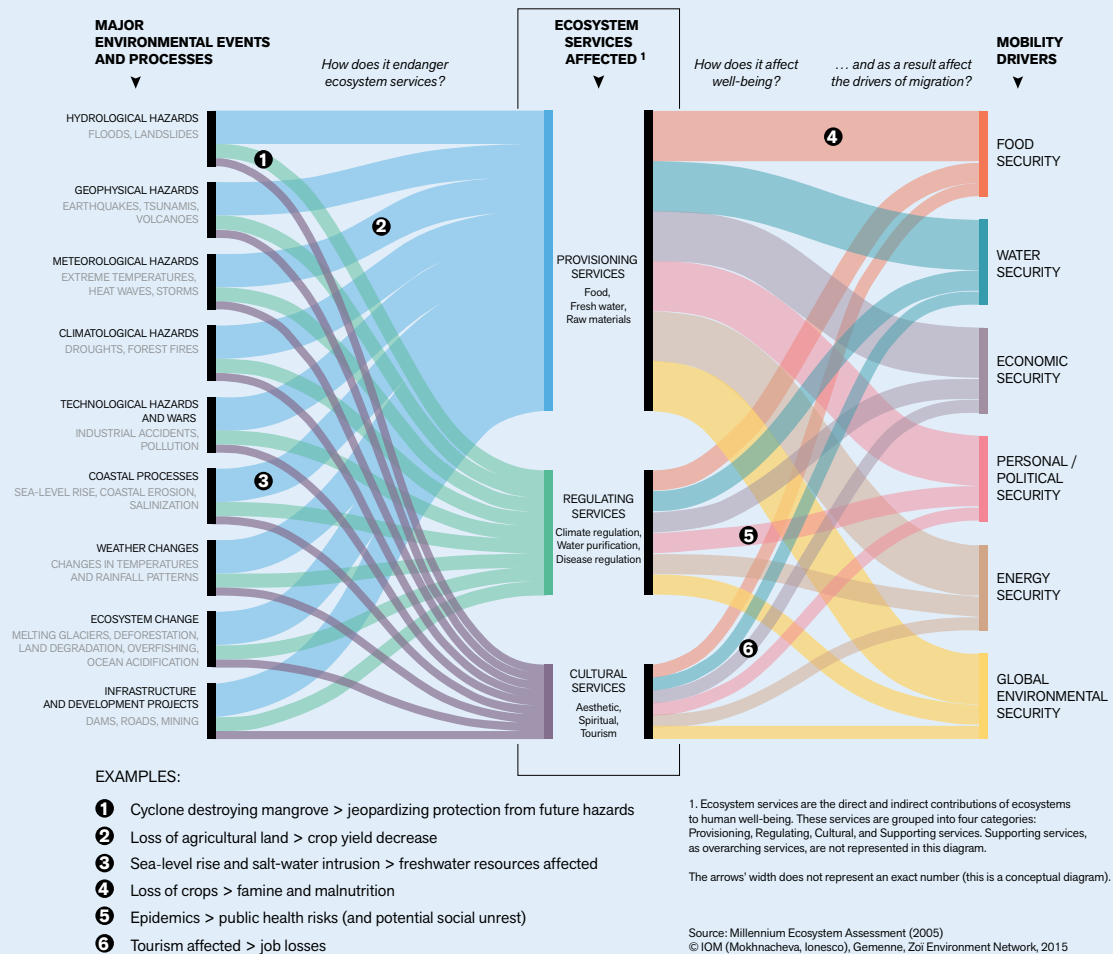 MAJOR
ENVIRONMENTAL EVENTS
AND PROCESSES
How does it endanger
ecosystem services?
ECOSYSTEM
SERVICES
AFFECTED 1
How does it affect
well-being?
… and as a result affect
the drivers of migration?
MOBILITY
DRIVERS
HYDROLOGICAL HAZARDS
FLOODS, LANDSLIDES
GEOPHYSICAL HAZARDS
EARTHQUAKES, TSUNAMIS,
VOLCANOES
METEOROLOGICAL HAZARDS
EXTREME TEMPERATURES,
HEAT WAVES, STORMS
CLIMATOLOGICAL HAZARDS
DROUGHTS, FOREST FIRES
TECHNOLOGICAL HAZARDS
AND WARS
INDUSTRIAL ACCIDENTS,
POLLUTION
COASTAL PROCESSES
SEA-LEVEL RISE, COASTAL EROSION,
SALINIZATION
WEATHER CHANGES
CHANGES IN TEMPERATURES
AND RAINFALL PATTERNS
ECOSYSTEM CHANGE
MELTING GLACIERS, DEFORESTATION,
LAND DEGRADATION, OVERFISHING,
OCEAN ACIDIFICATION
INFRASTRUCTURE
AND DEVELOPMENT PROJECTS
DAMS, ROADS, MINING
1
2
3
PROVISIONING
SERVICES
Food,
Fresh water,
Raw materials
REGULATING
SERVICES
Climate regulation,
Water purification,
Disease regulation
CULTURAL
SERVICES
Aesthetic,
Spiritual,
Tourism
4
5
6
FOOD
SECURITY
WATER
SECURITY
ECONOMIC
SECURITY
PERSONAL /
POLITICAL
SECURITY
ENERGY
SECURITY
GLOBAL
ENVIRONMENTAL
SECURITY
EXAMPLES:
1 Cyclone destroying mangrove > jeopardizing protection from future hazards
2 Loss of agricultural land > crop yield decrease
3 Sea-level rise and salt-water intrusion > freshwater resources affected
4 Loss of crops > famine and malnutrition
5 Epidemics > public health risks (and potential social unrest)
6 Tourism affected > job losses
1. Ecosystem services are the direct and indirect contributions of ecosystems
to human well-being. These services are grouped into four categories:
Provisioning, Regulating, Cultural, and Supporting services. Supporting services,
as overarching services, are not represented in this diagram.
The arrows' width does not represent an exact number (this is a conceptual diagram).
Source: Millennium Ecosystem Assessment (2005)
© IOM (Mokhnacheva, Ionesco), Gemenne, Zoï Environment Network, 2015